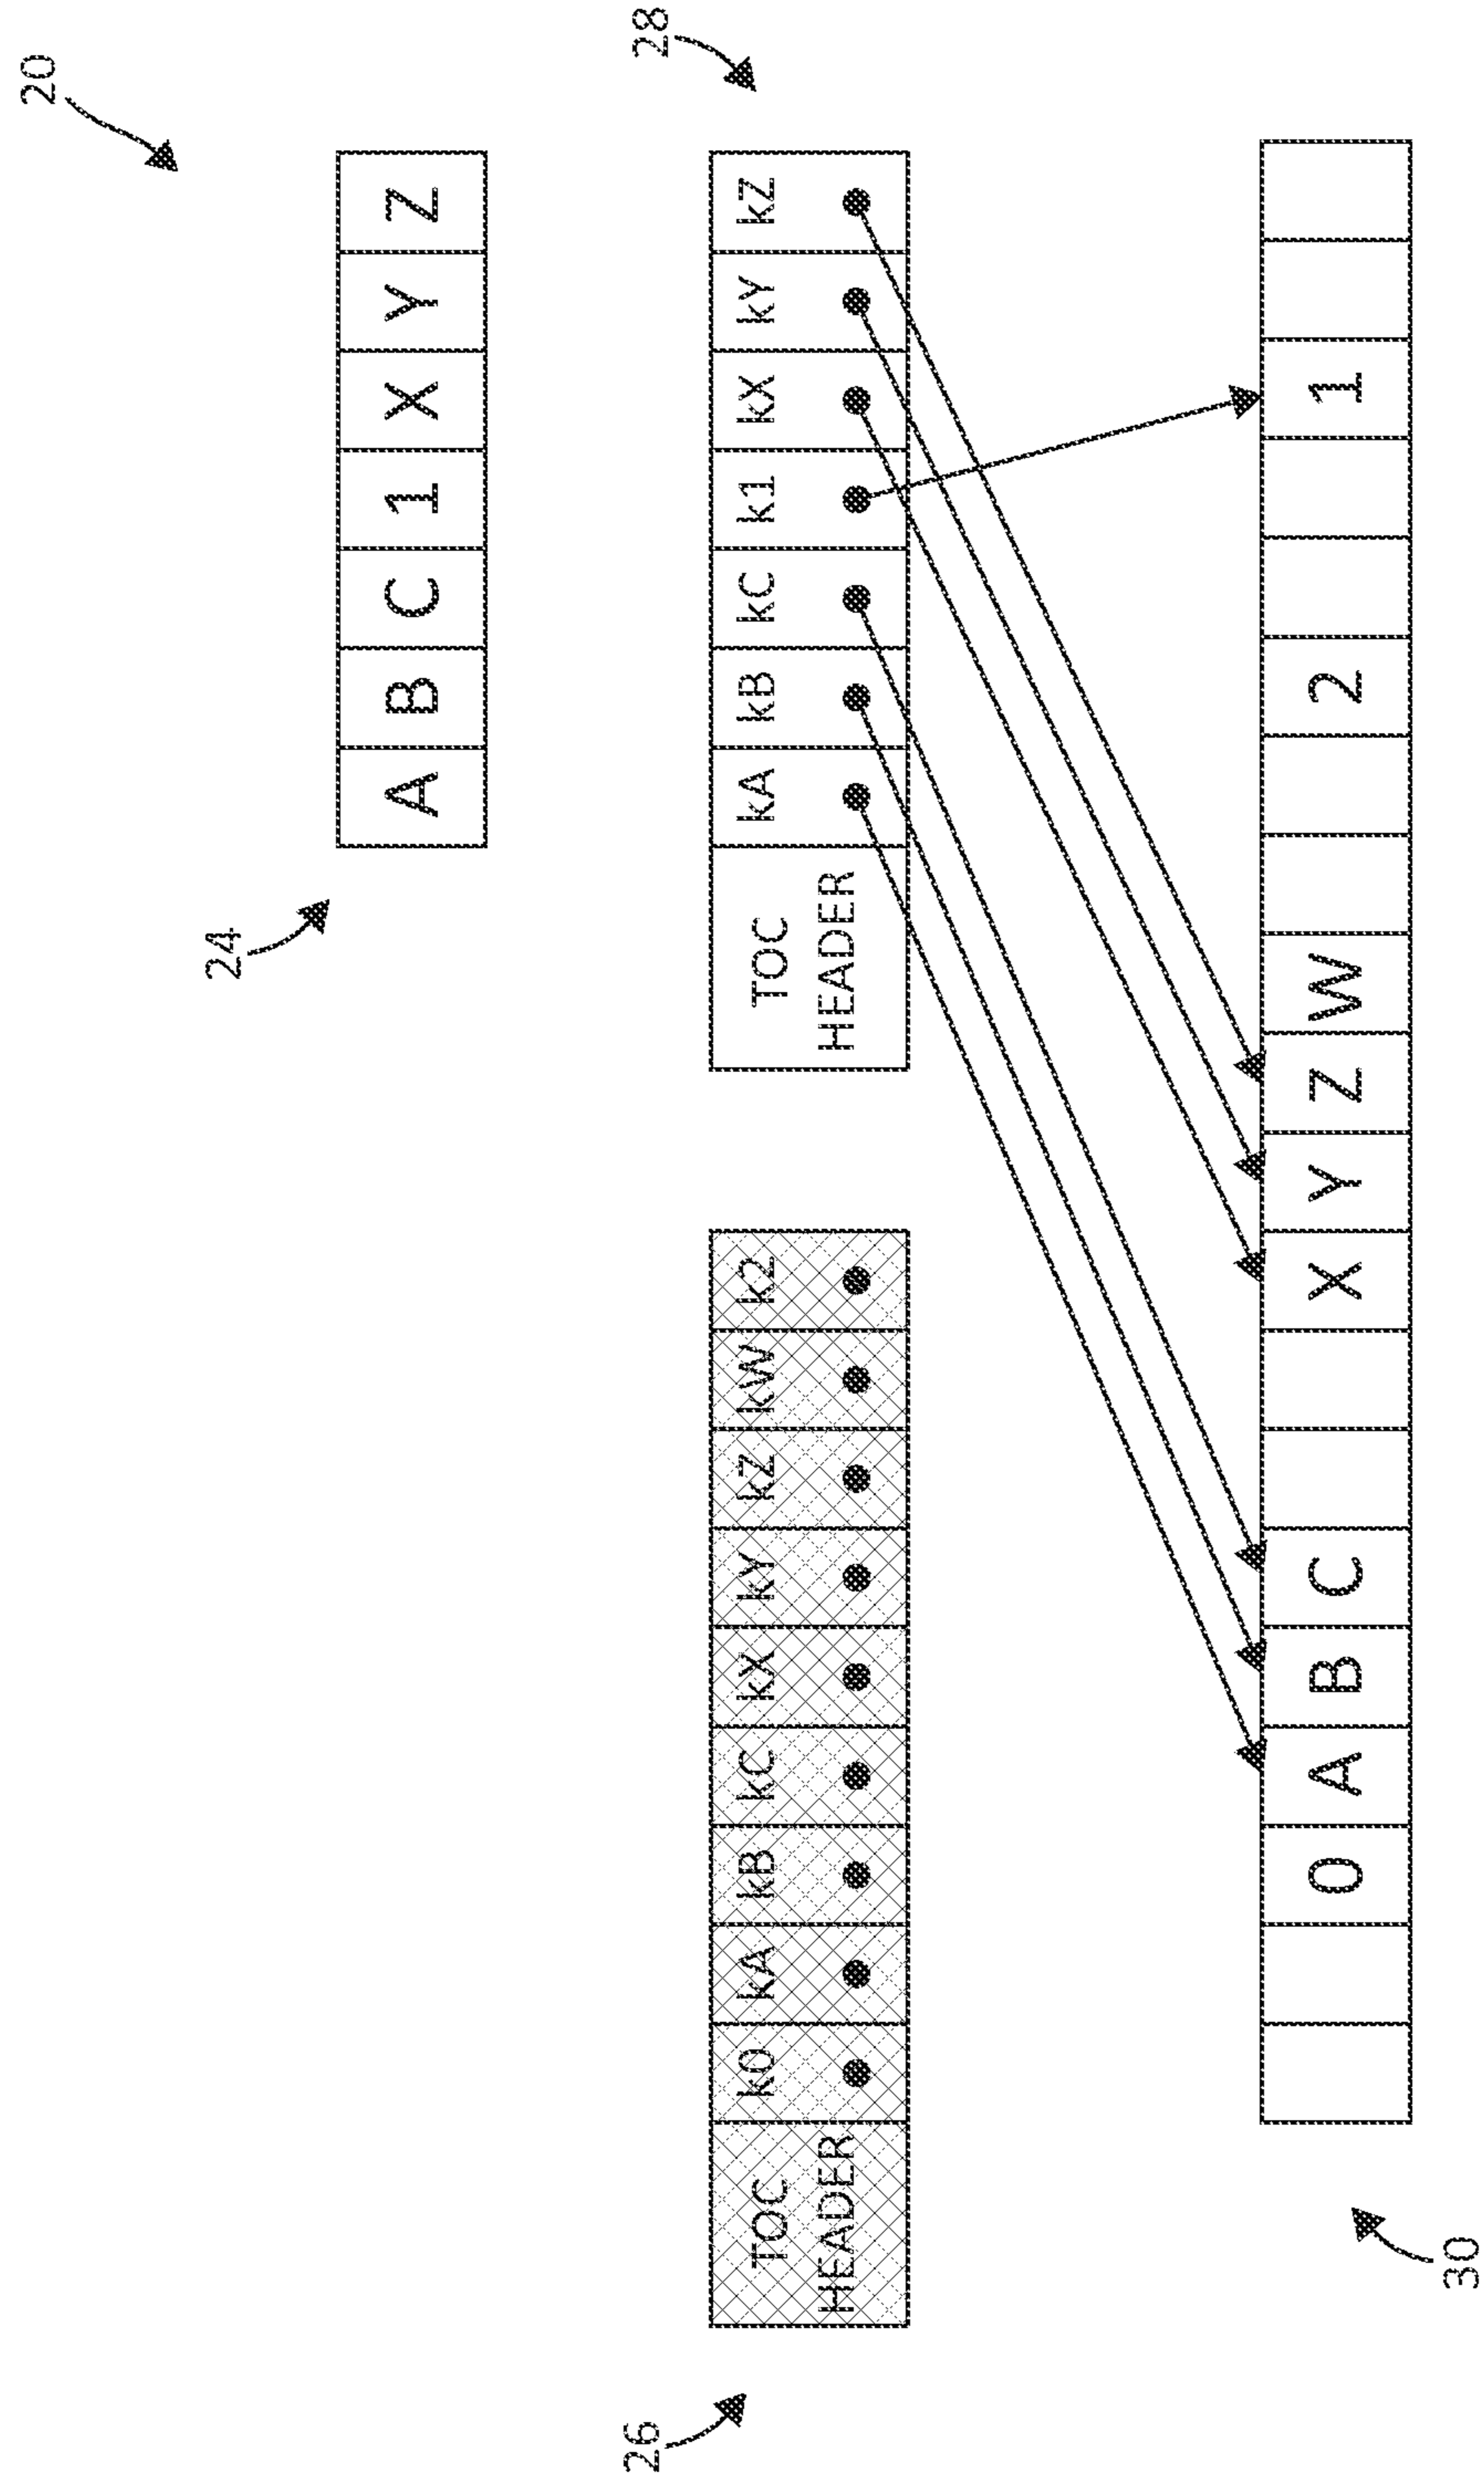 20
24
A B C 1 X Y Z
26
TOC HEADER k0 kA kB kC kX kY kZ kW k2
28
TOC HEADER kA kB kC k1 kX kY kZ
30
0 A B C X Y Z W 2 1